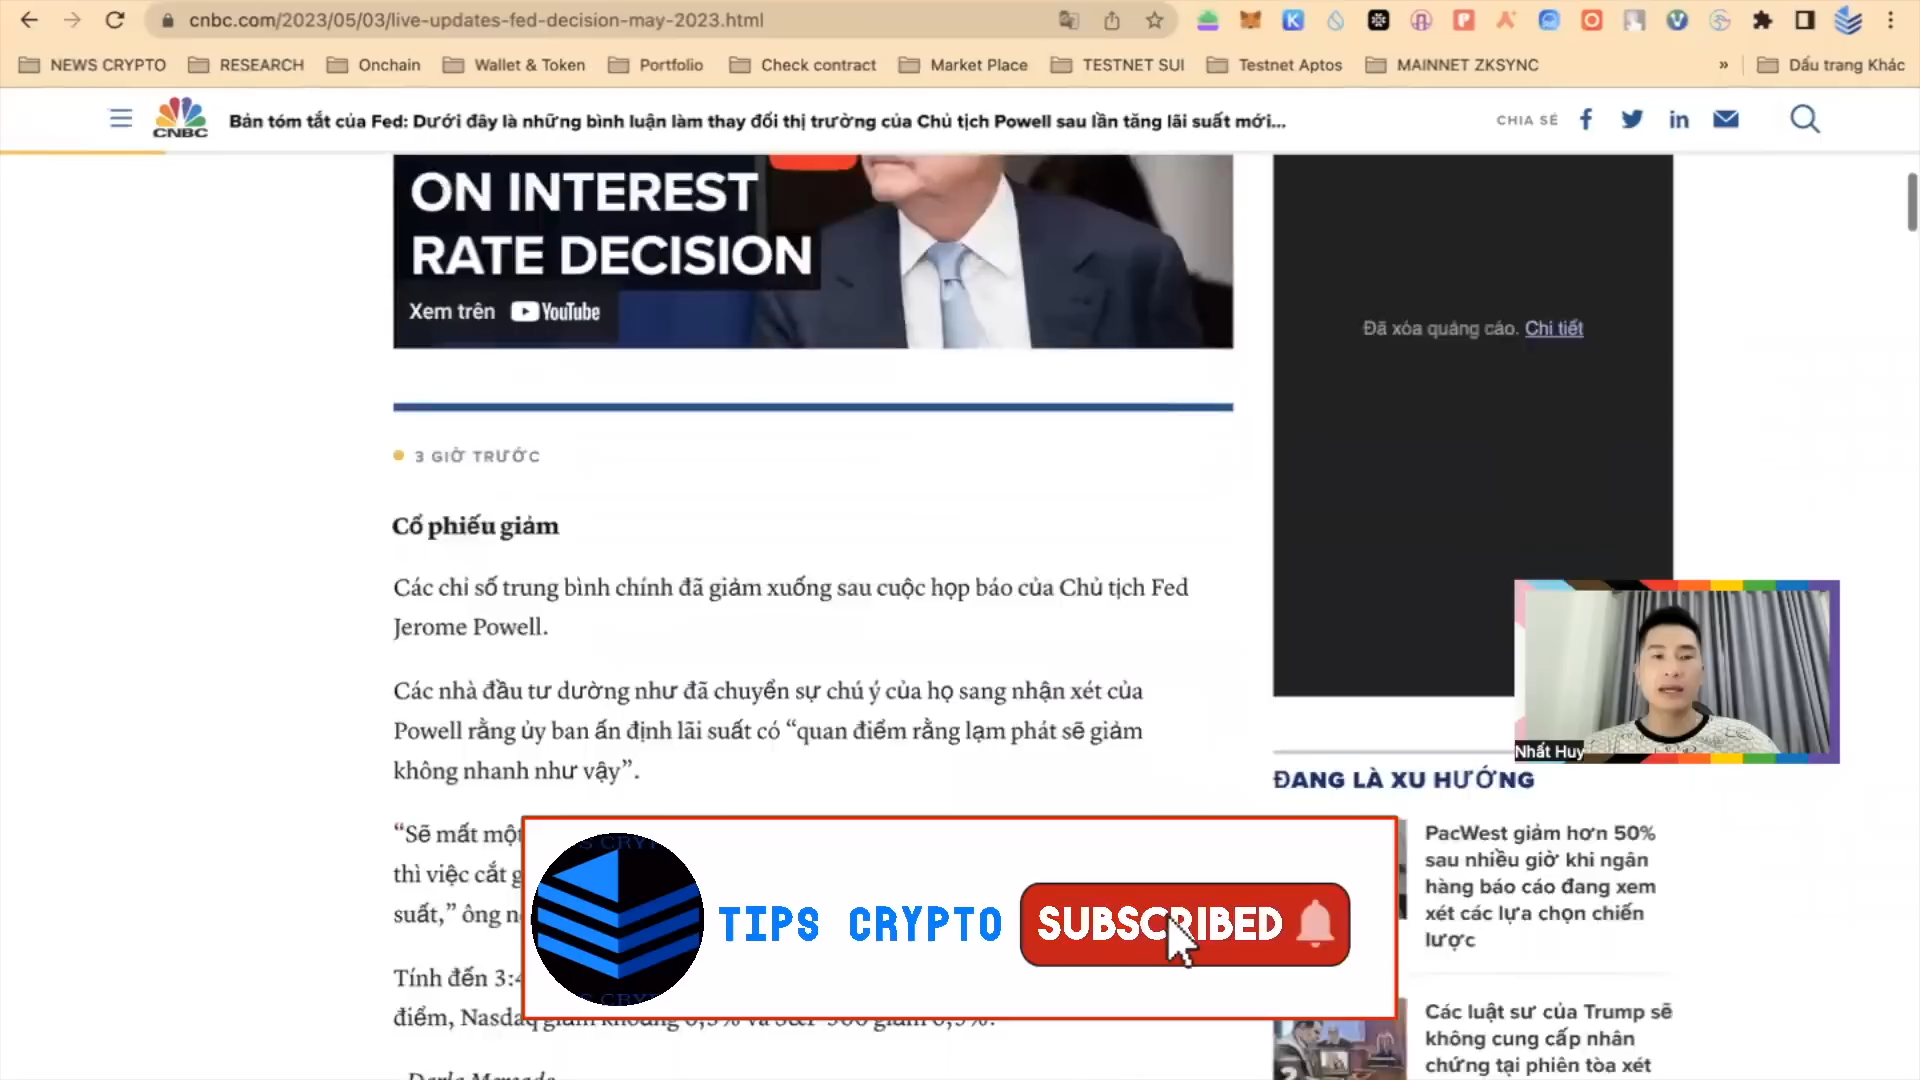 cnbc.com/2023/05/03/live-updates-fed-decision-may-2023.html
NEWS CRYPTO RESEARCH Onchain Wallet & Token Portfolio Check contract Market Place TESTNET SUI Testnet Aptos MAINNET ZKSYNC » Dấu trang Khác
CNBC Bản tóm tắt của Fed: Dưới đây là những bình luận làm thay đổi thị trường của Chủ tịch Powell sau lần tăng lãi suất mới... CHIA SẺ
ON INTEREST
RATE DECISION
Xem trên YouTube
Đã xóa quảng cáo. Chi tiết
3 GIỜ TRƯỚC
Cổ phiếu giảm
Các chỉ số trung bình chính đã giảm xuống sau cuộc họp báo của Chủ tịch Fed
Jerome Powell.
Các nhà đầu tư dường như đã chuyển sự chú ý của họ sang nhận xét của
Powell rằng ủy ban ấn định lãi suất có “quan điểm rằng lạm phát sẽ giảm
không nhanh như vậy”.
“Sẽ mất một
thì việc cắt
suất,” ông
Tính đến
điểm, Nasdaq giảm khoảng 0,5% và S&P 500 giảm
TIPS CRYPTO SUBSCRIBED
Nhất Huy
ĐANG LÀ XU HƯỚNG
PacWest giảm hơn 50%
sau nhiều giờ khi ngân
hàng báo cáo đang xem
xét các lựa chọn chiến
lược
Các luật sư của Trump sẽ
không cung cấp nhân
chứng tại phiên tòa xét